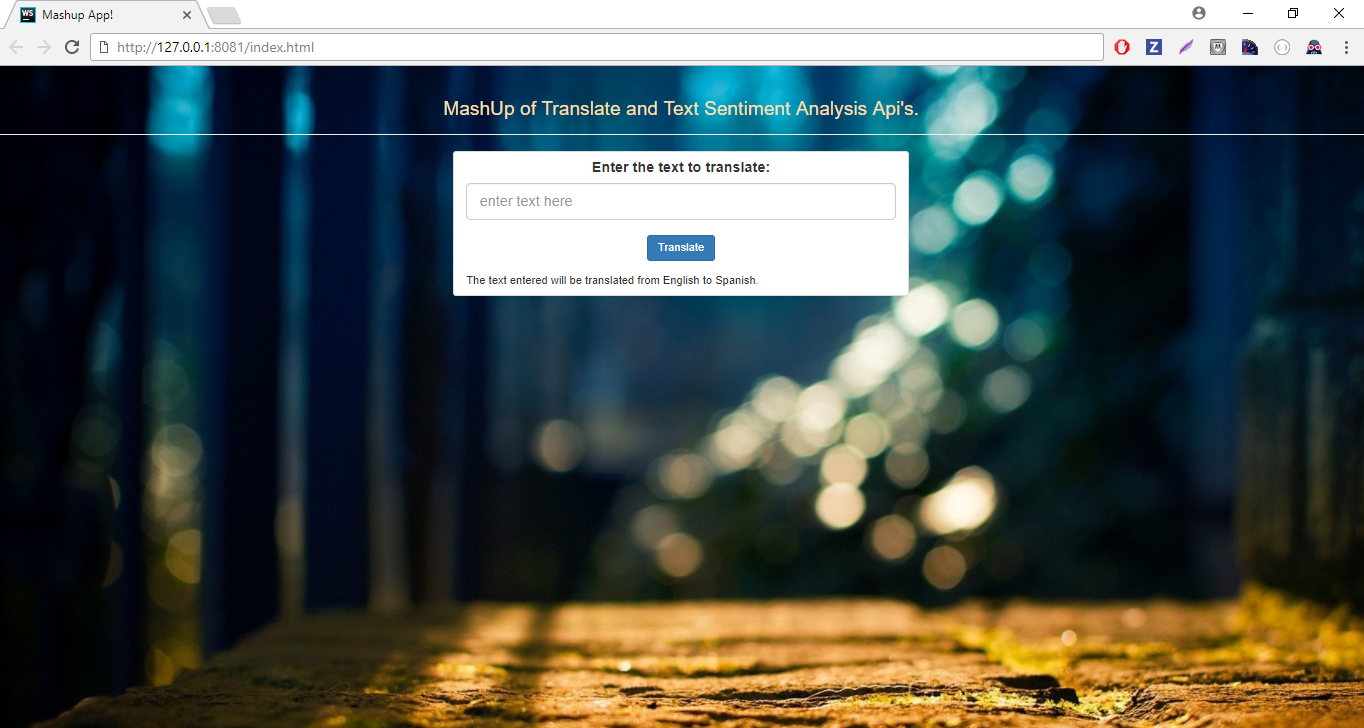 WS Mashup App!
http://127.0.0.1:8081/index.html
MashUp of Translate and Text Sentiment Analysis Api's.
Enter the text to translate:
enter text here
Translate
The text entered will be translated from English to Spanish.